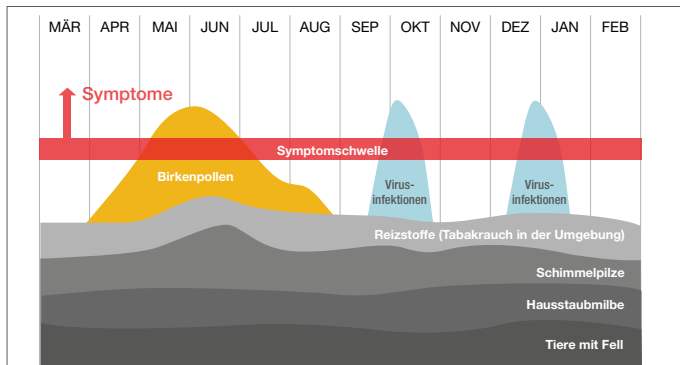 MÄR APR MAI JUN JUL AUG SEP OKT NOV DEZ JAN FEB
Symptome
Symptomschwelle
Birkenpollen
Virus-
infektionen
Virus-
infektionen
Reizstoffe (Tabakrauch in der Umgebung)
Schimmelpilze
Hausstaubmilbe
Tiere mit Fell